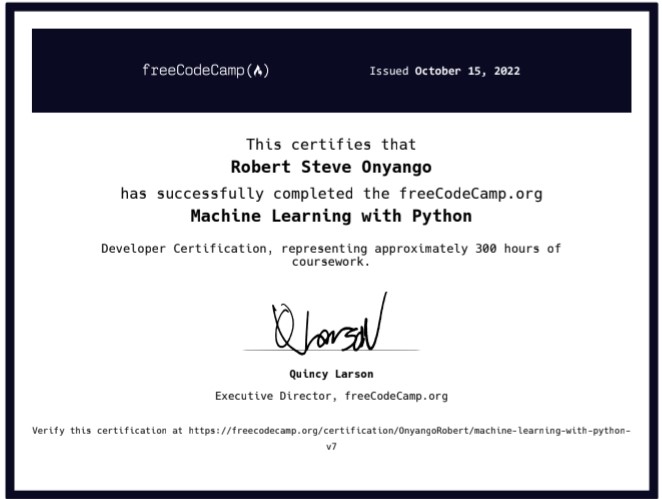 freeCodeCamp(🔥)
Issued October 15, 2022
This certifies that
Robert Steve Onyango
has successfully completed the freeCodeCamp.org
Machine Learning with Python
Developer Certification, representing approximately 300 hours of
coursework.
Q Larson
Quincy Larson
Executive Director, freeCodeCamp.org
Verify this certification at https://freecodecamp.org/certification/OnyangoRobert/machine-learning-with-python-
v7